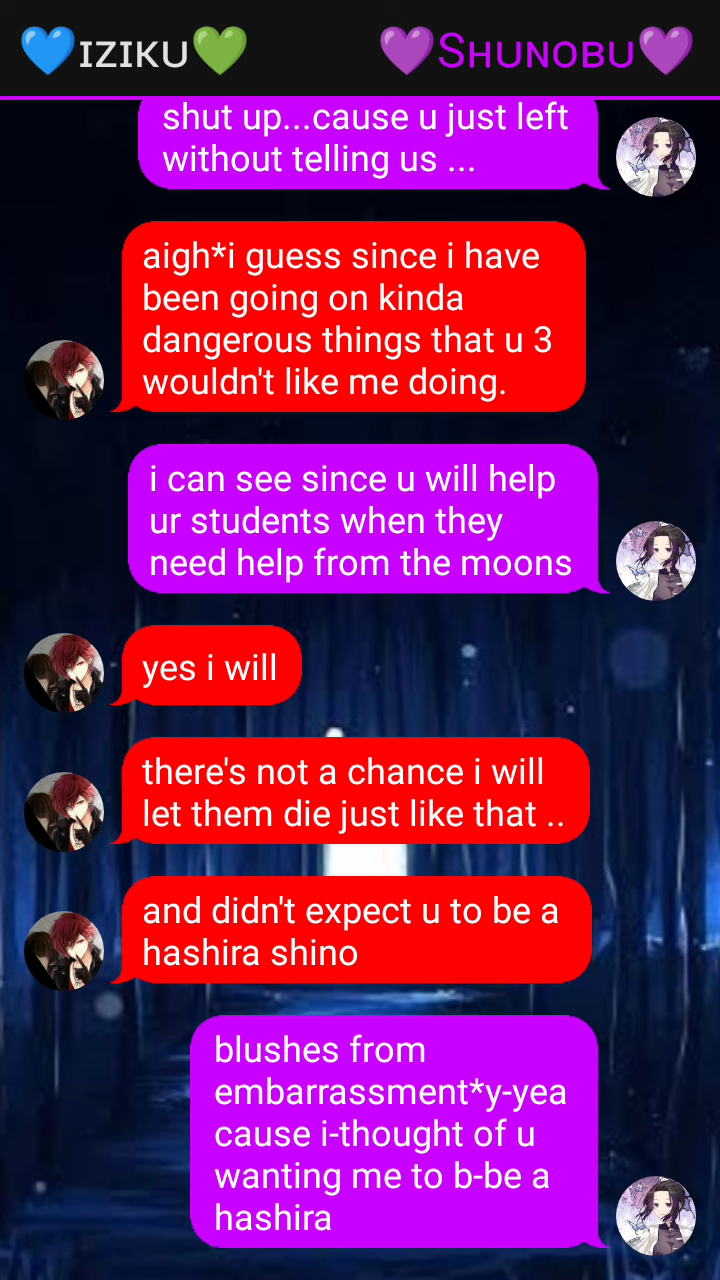 💙IZIKU💚 💜SHUNOBU💜
shut up...cause u just left
without telling us ...
aigh*i guess since i have
been going on kinda
dangerous things that u 3
wouldn't like me doing.
i can see since u will help
ur students when they
need help from the moons
yes i will
there's not a chance i will
let them die just like that ..
and didn't expect u to be a
hashira shino
blushes from
embarrassment*y-yea
cause i-thought of u
wanting me to b-be a
hashira